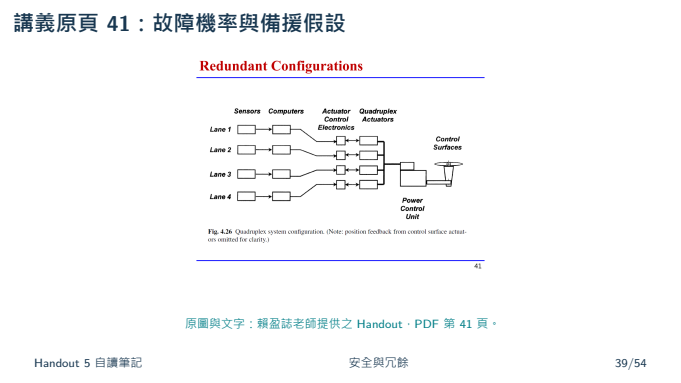 講義原頁 41：故障機率與備援假設
Redundant Configurations
Sensors Computers Actuator Control Electronics Quadruplex Actuators
Lane 1
Lane 2
Lane 3
Lane 4
Control
Surfaces
Power
Control
Unit
Fig. 4.26 Quadruplex system configuration. (Note: position feedback from control surface actuat-
ors omitted for clarity.)
41
原圖與文字：賴盈誌老師提供之 Handout，PDF 第 41 頁。
Handout 5 自讀筆記 安全與冗餘 39/54